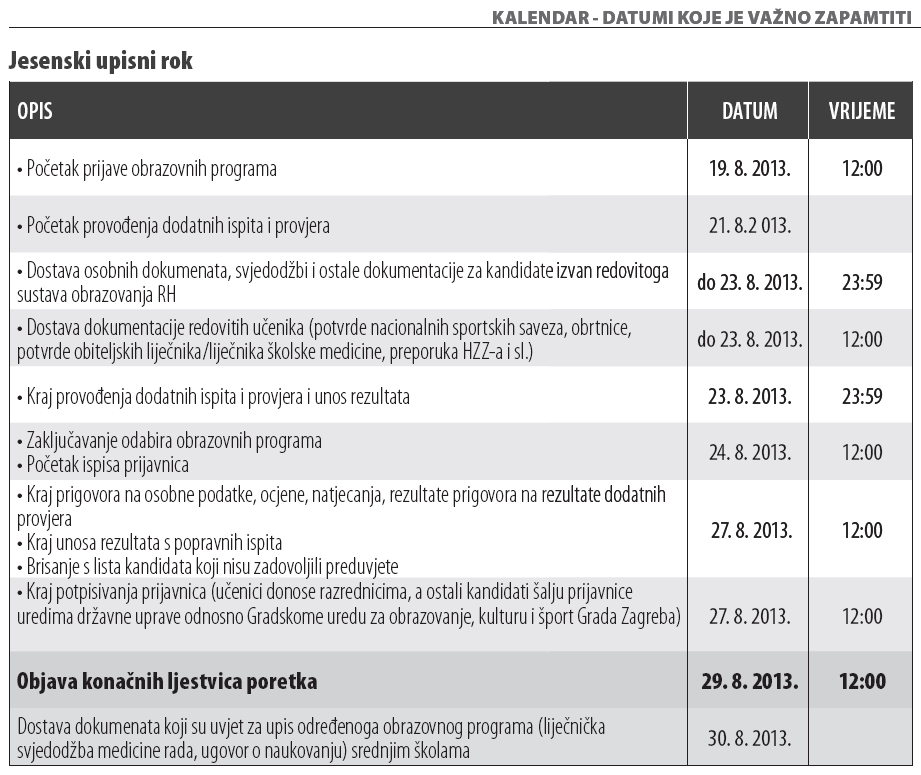 KALENDAR - DATUMI KOJE JE VAŽNO ZAPAMTITI
Jesenski upisni rok
OPIS DATUM VRIJEME
• Početak prijave obrazovnih programa 19. 8. 2013. 12:00
• Početak provođenja dodatnih ispita i provjera 21. 8.2 013.
• Dostava osobnih dokumenata, svjedodžbi i ostale dokumentacije za kandidate izvan redovitoga
sustava obrazovanja RH do 23. 8. 2013. 23:59
• Dostava dokumentacije redovitih učenika (potvrde nacionalnih sportskih saveza, obrtnice,
potvrde obiteljskih liječnika/liječnika školske medicine, preporuka HZZ-a i sl.) do 23. 8. 2013. 12:00
• Kraj provođenja dodatnih ispita i provjera i unos rezultata 23. 8. 2013. 23:59
• Zaključavanje odabira obrazovnih programa
• Početak ispisa prijavnica 24. 8. 2013. 12:00
• Kraj prigovora na osobne podatke, ocjene, natjecanja, rezultate prigovora na rezultate dodatnih
provjera
• Kraj unosa rezultata s popravnih ispita
• Brisanje s lista kandidata koji nisu zadovoljili preduvjete 27. 8. 2013. 12:00
• Kraj potpisivanja prijavnica (učenici donose razrednicima, a ostali kandidati šalju prijavnice
uredima državne uprave odnosno Gradskome uredu za obrazovanje, kulturu i šport Grada Zagreba) 27. 8. 2013. 12:00
Objava konačnih ljestvica poretka 29. 8. 2013. 12:00
Dostava dokumenata koji su uvjet za upis određenoga obrazovnog programa (liječnička
svjedodžba medicine rada, ugovor o naukovanju) srednjim školama 30. 8. 2013.